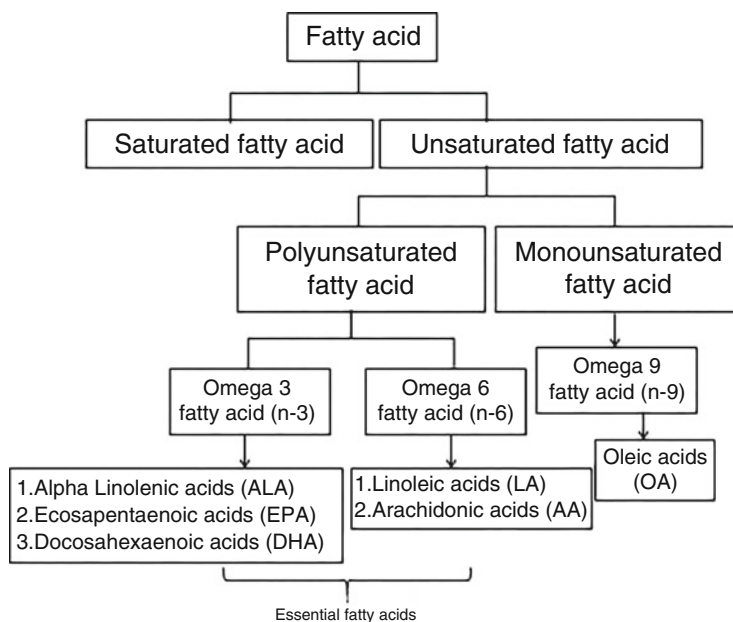 Fatty acid
Saturated fatty acid
Unsaturated fatty acid
Polyunsaturated
fatty acid
Monounsaturated
fatty acid
Omega 3
fatty acid (n-3)
Omega 6
fatty acid (n-6)
Omega 9
fatty acid (n-9)
1.Alpha Linolenic acids (ALA)
2.Ecosapentaenoic acids (EPA)
3.Docosahexaenoic acids (DHA)
1.Linoleic acids (LA)
2.Arachidonic acids (AA)
Oleic acids
(OA)
Essential fatty acids